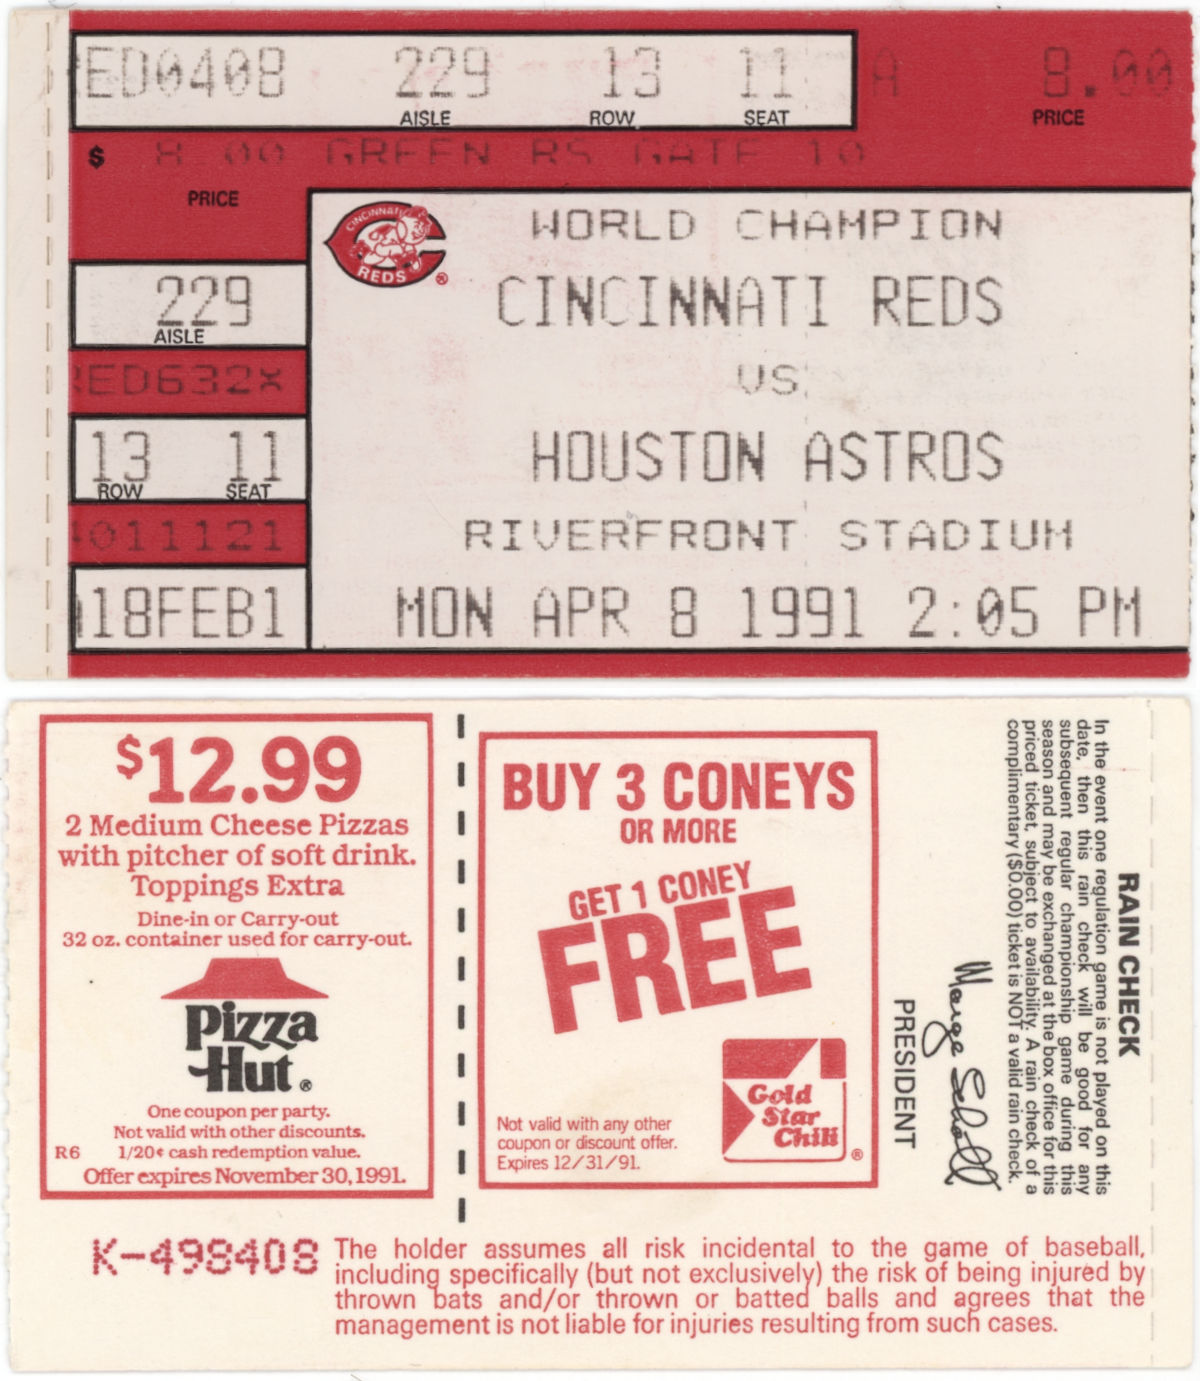 ED0408 229 13 11 A 8.00
AISLE ROW SEAT PRICE
$ 8.00 GREEN RS GATE 10
PRICE
CINCINNATI
REDS
®
WORLD CHAMPION
CINCINNATI REDS
VS
HOUSTON ASTROS
RIVERFRONT STADIUM
MON APR 8 1991 2:05 PM
229
AISLE
RED632X
13 11
ROW SEAT
4011121
A18FEB1
$12.99
2 Medium Cheese Pizzas
with pitcher of soft drink.
Toppings Extra
Dine-in or Carry-out
32 oz. container used for carry-out.
Pizza
Hut®
One coupon per party.
Not valid with other discounts.
R6 1/20¢ cash redemption value.
Offer expires November 30, 1991.
BUY 3 CONEYS
OR MORE
GET 1 CONEY
FREE
Gold
Star
Chili
®
Not valid with any other
coupon or discount offer.
Expires 12/31/91.
RAIN CHECK
In the event one regulation game is not played on this
date, then this rain check will be good for any
subsequent regular championship game during this
season and may be exchanged at the box office for this
priced ticket, subject to availability. A rain check of a
complimentary ($0.00) ticket is NOT a valid rain check.
Marge Schott
PRESIDENT
K-498408
The holder assumes all risk incidental to the game of baseball,
including specifically (but not exclusively) the risk of being injured by
thrown bats and/or thrown or batted balls and agrees that the
management is not liable for injuries resulting from such cases.